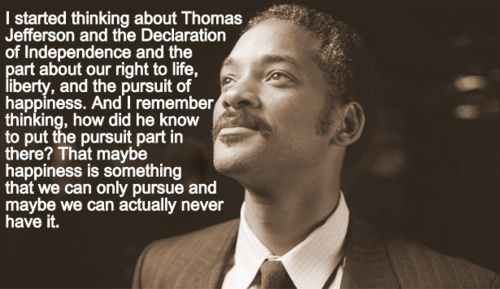 I started thinking about Thomas
Jefferson and the Declaration
of Independence and the
part about our right to life,
liberty, and the pursuit of
happiness. And I remember
thinking, how did he know
to put the pursuit part in
there? That maybe
happiness is something
that we can only pursue and
maybe we can actually never
have it.